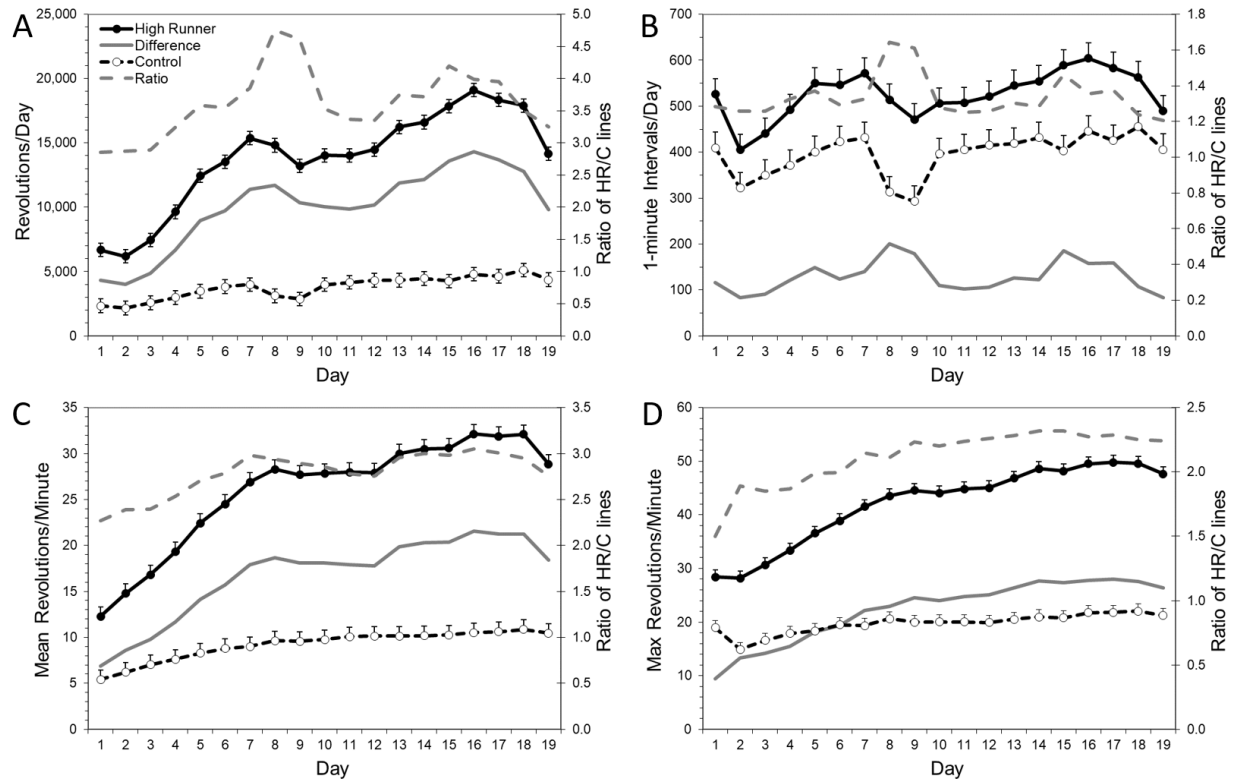 A
Revolutions/Day
25,000
20,000
15,000
10,000
5,000
0
High Runner
Difference
Control
Ratio
5.0
4.5
4.0
3.5
3.0
2.5
2.0
1.5
1.0
0.5
0.0
Ratio of HR/C lines
1 2 3 4 5 6 7 8 9 10 11 12 13 14 15 16 17 18 19
Day
B
1-minute Intervals/Day
700
600
500
400
300
200
100
0
1.8
1.6
1.4
1.2
1.0
0.8
0.6
0.4
0.2
0.0
Ratio of HR/C lines
1 2 3 4 5 6 7 8 9 10 11 12 13 14 15 16 17 18 19
Day
C
Mean Revolutions/Minute
35
30
25
20
15
10
5
0
3.5
3.0
2.5
2.0
1.5
1.0
0.5
0.0
Ratio of HR/C lines
1 2 3 4 5 6 7 8 9 10 11 12 13 14 15 16 17 18 19
Day
D
Max Revolutions/Minute
60
50
40
30
20
10
0
2.5
2.0
1.5
1.0
0.5
0.0
Ratio of HR/C lines
1 2 3 4 5 6 7 8 9 10 11 12 13 14 15 16 17 18 19
Day